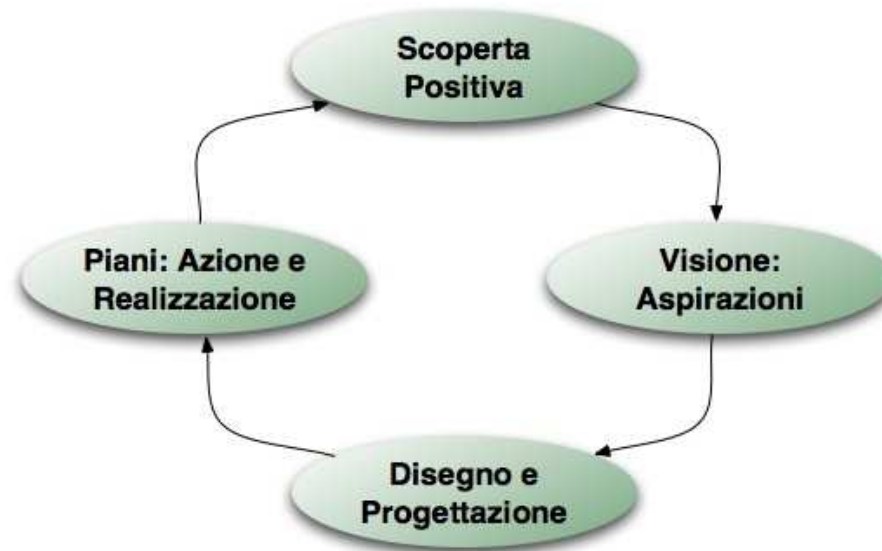 Scoperta
Positiva
Visione:
Aspirazioni
Disegno e
Progettazione
Piani: Azione e
Realizzazione